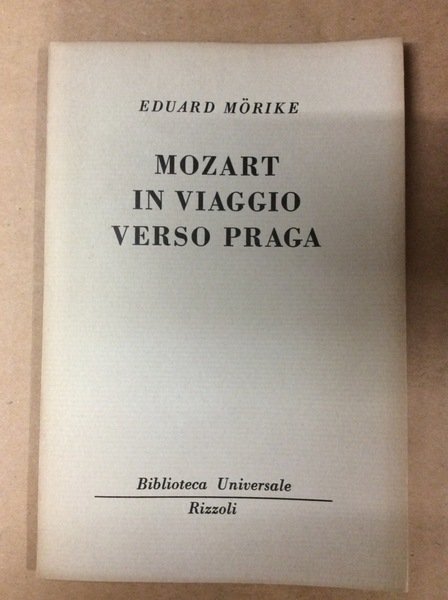 EDUARD MÖRIKE
MOZART
IN VIAGGIO
VERSO PRAGA
Biblioteca Universale
Rizzoli